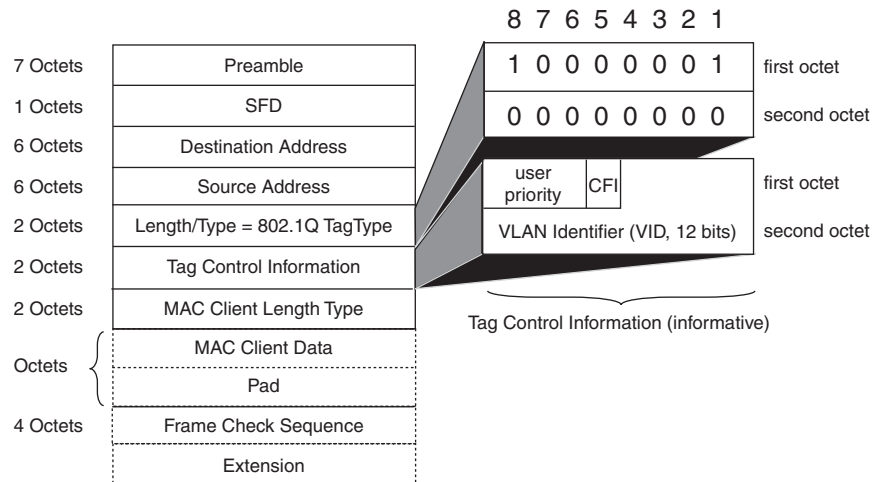 8 7 6 5 4 3 2 1
7 Octets Preamble
1 Octets SFD
6 Octets Destination Address
6 Octets Source Address
2 Octets Length/Type = 802.1Q TagType
2 Octets Tag Control Information
2 Octets MAC Client Length Type
Octets MAC Client Data
Pad
4 Octets Frame Check Sequence
Extension
1 0 0 0 0 0 0 1 first octet
0 0 0 0 0 0 0 0 second octet
user
priority
CFI
first octet
VLAN Identifier (VID, 12 bits) second octet
Tag Control Information (informative)